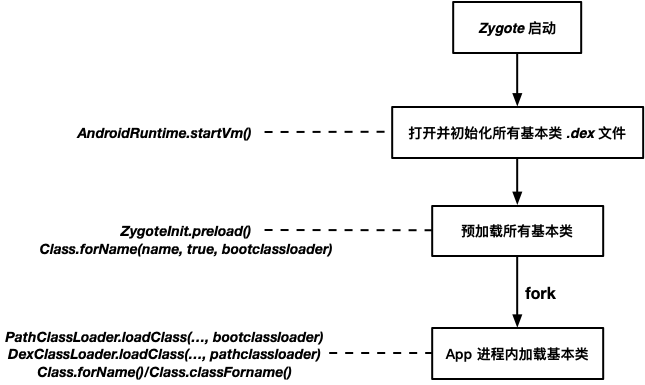 Zygote 启动
AndroidRuntime.startVm()
打开并初始化所有基本类 .dex 文件
ZygoteInit.preload()
Class.forName(name, true, bootclassloader)
预加载所有基本类
fork
PathClassLoader.loadClass(..., bootclassloader)
DexClassLoader.loadClass(..., pathclassloader)
Class.forName()/Class.classForname()
App 进程内加载基本类